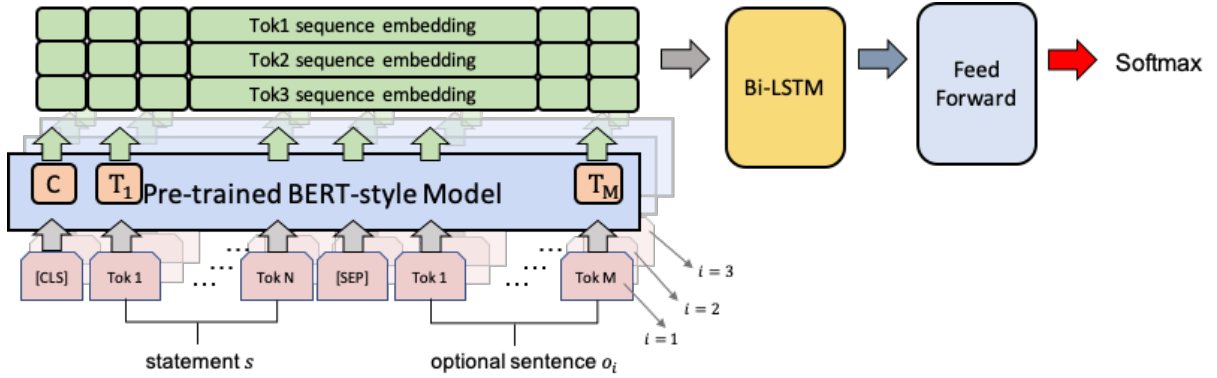 Tok1 sequence embedding
Tok2 sequence embedding
Tok3 sequence embedding
Bi-LSTM
Feed
Forward
Softmax
C
T₁
Pre-trained BERT-style Model
T_M
[CLS]
Tok 1
...
Tok N
[SEP]
Tok 1
...
Tok M
... ...
... ...
i = 3
i = 2
i = 1
statement s
optional sentence oᵢ